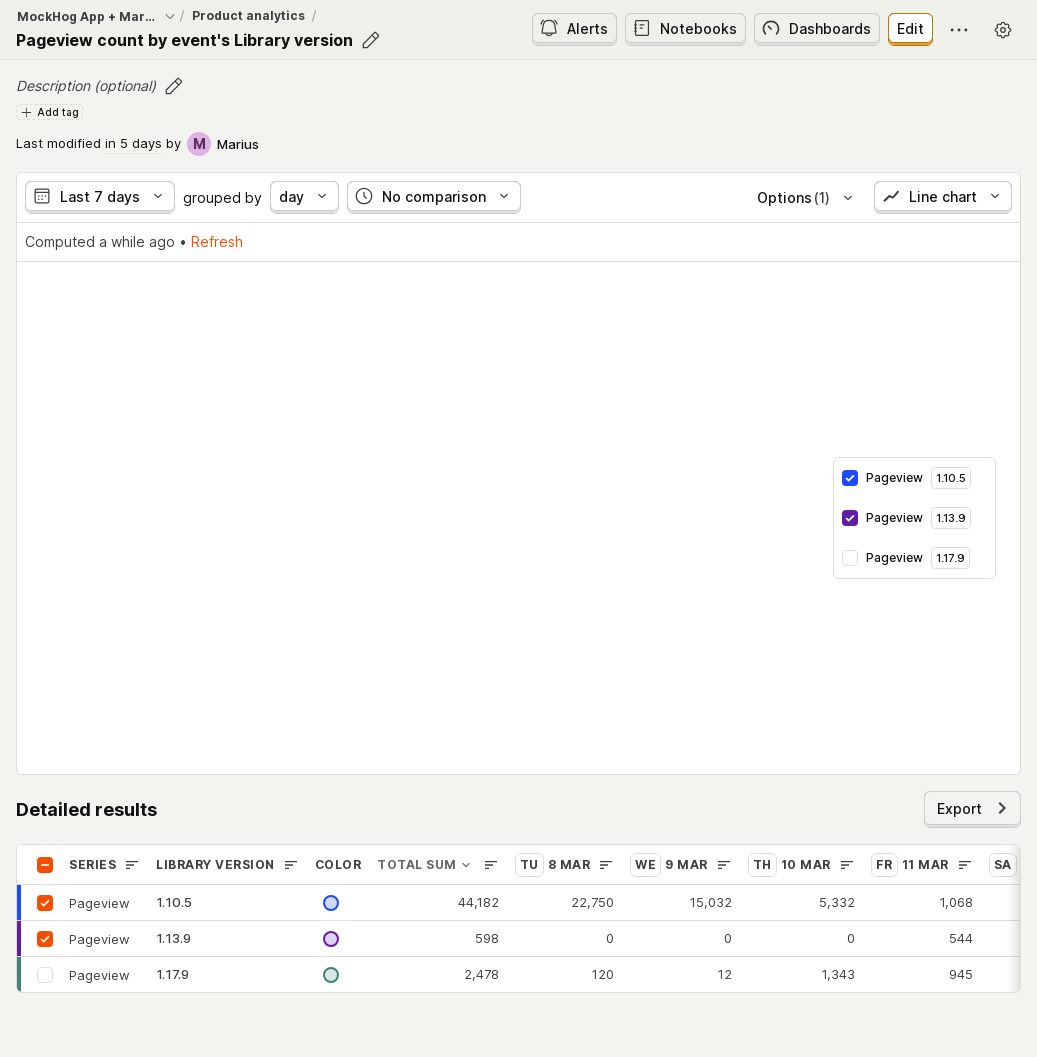 MockHog App + Mar... / Product analytics /
Pageview count by event's Library version
Alerts Notebooks Dashboards Edit
Description (optional)
Add tag
Last modified in 5 days by M Marius
Last 7 days grouped by day No comparison Options (1) Line chart
Computed a while ago • Refresh
Pageview 1.10.5
Pageview 1.13.9
Pageview 1.17.9
Detailed results
Export
SERIES LIBRARY VERSION COLOR TOTAL SUM TU 8 MAR WE 9 MAR TH 10 MAR FR 11 MAR SA
Pageview 1.10.5 44,182 22,750 15,032 5,332 1,068
Pageview 1.13.9 598 0 0 0 544
Pageview 1.17.9 2,478 120 12 1,343 945